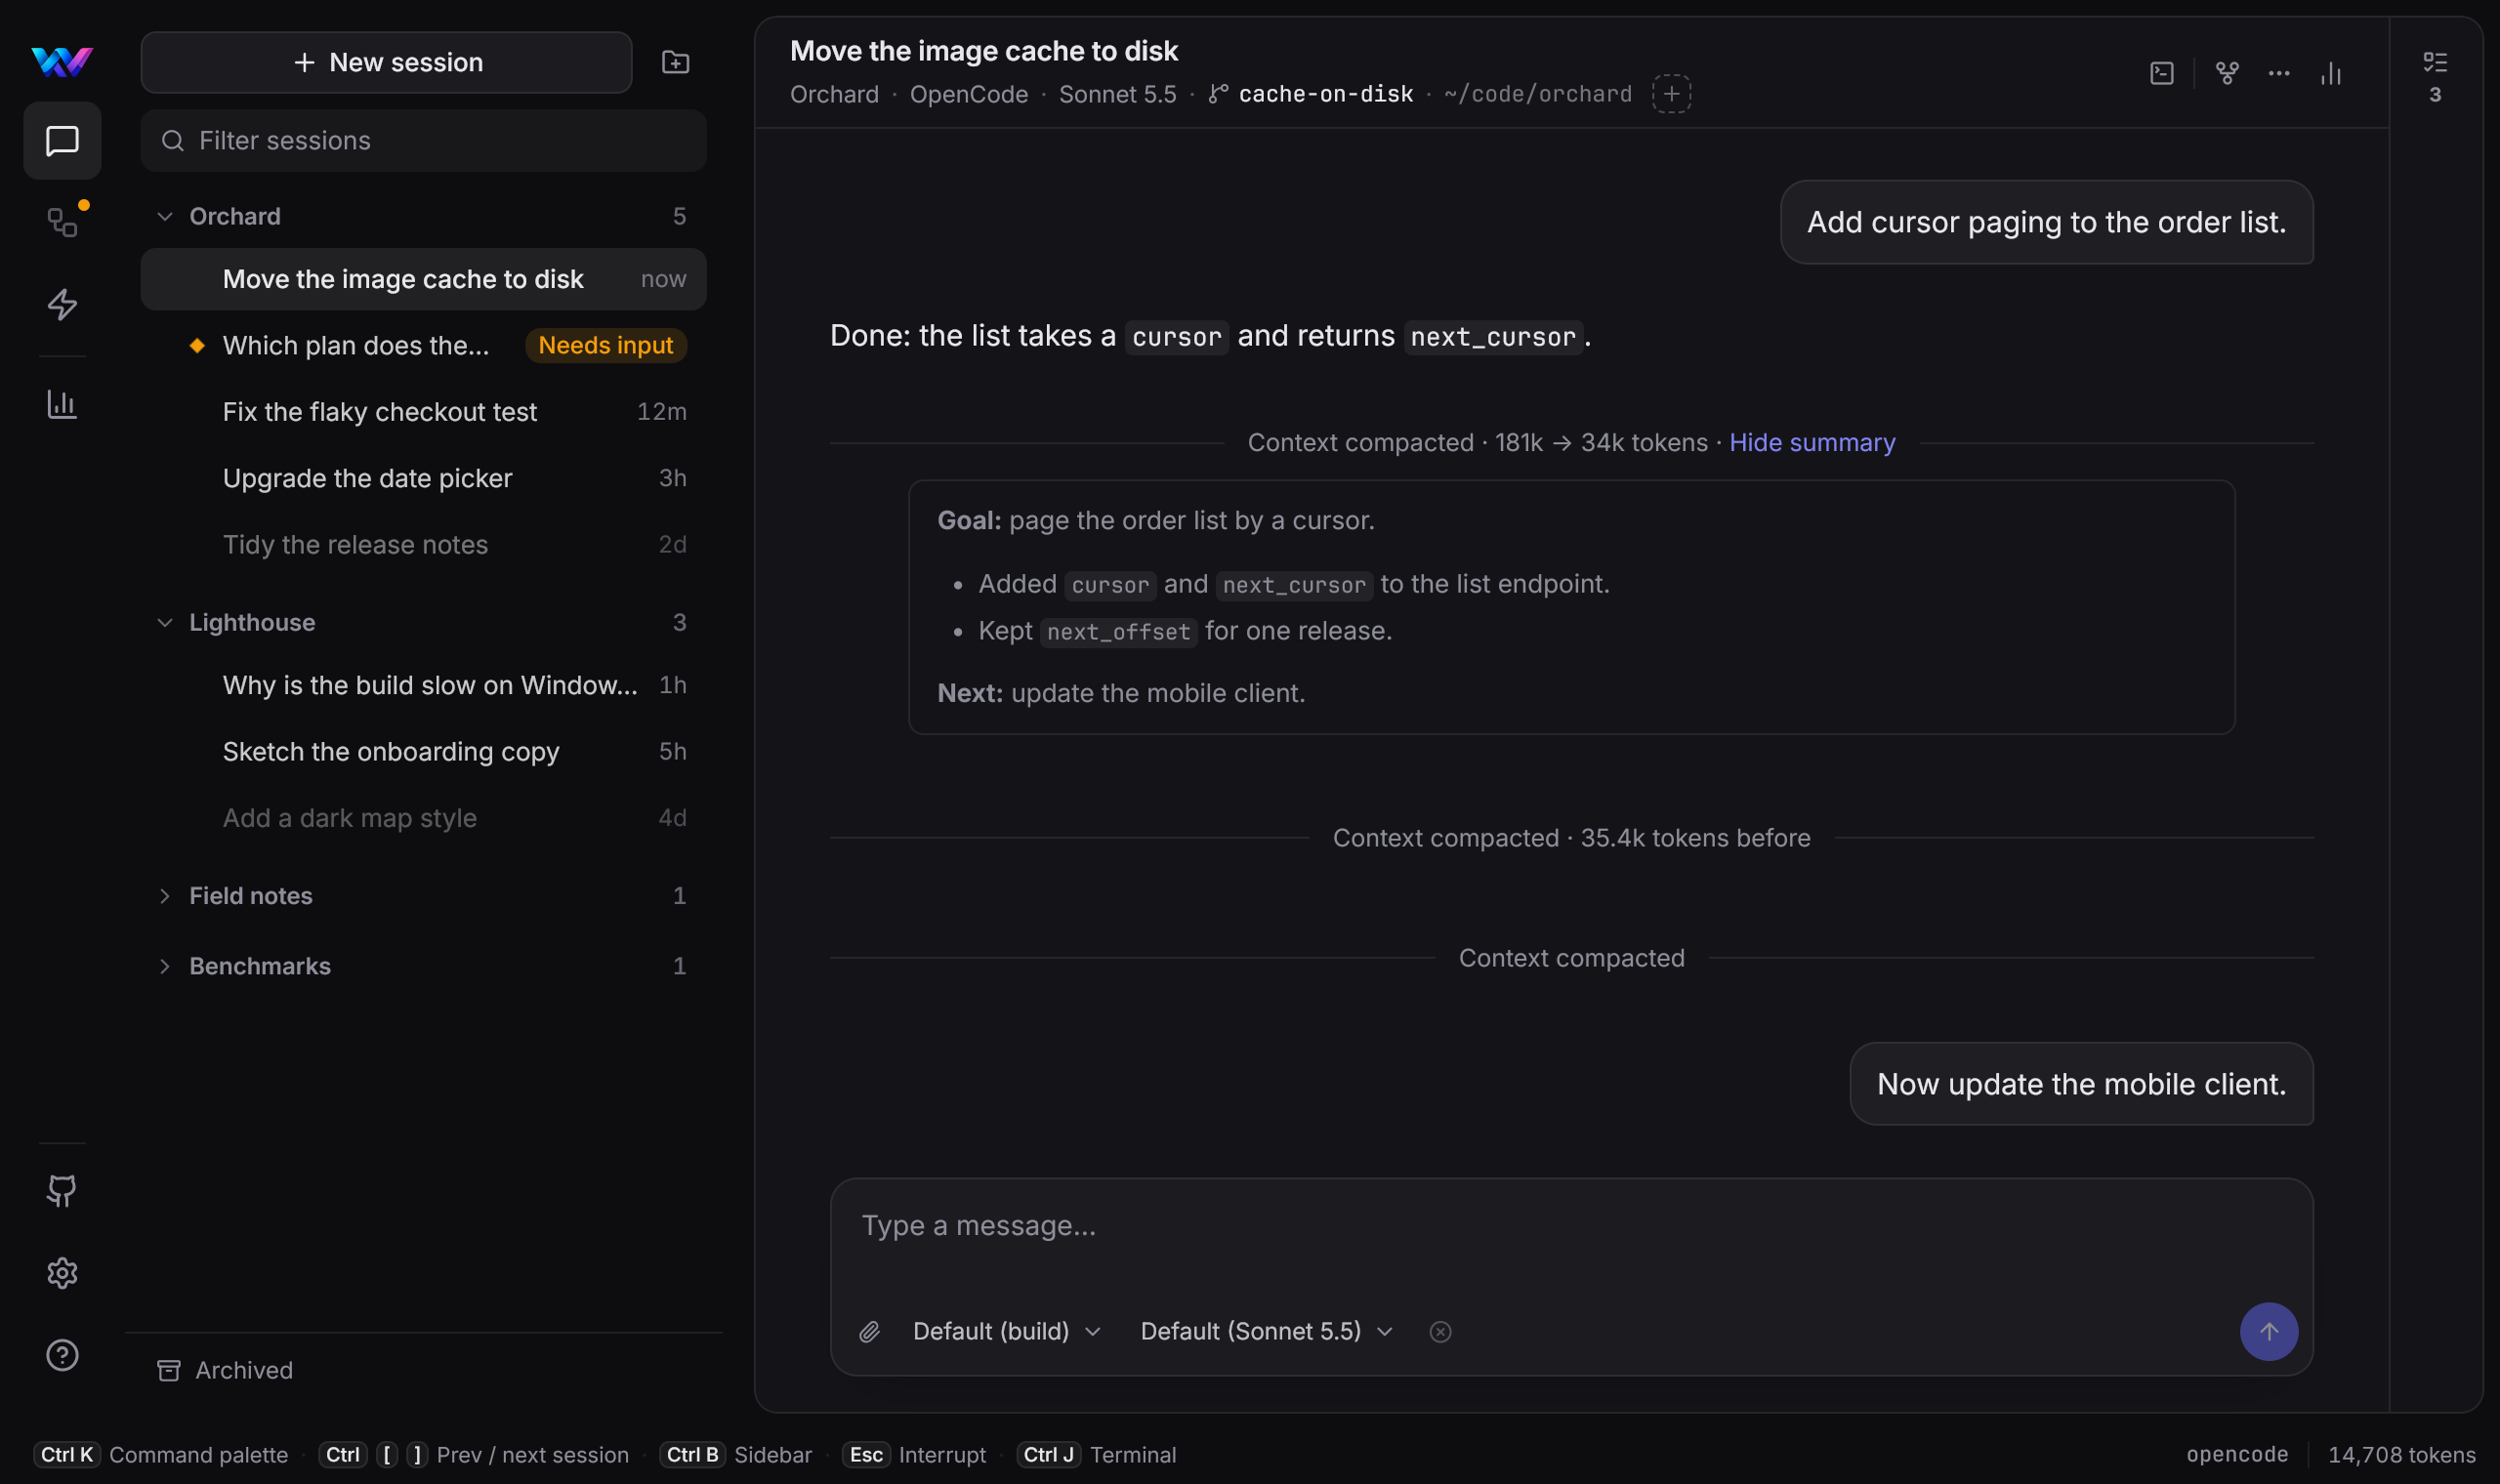 New session
Filter sessions
Orchard 5
Move the image cache to disk now
Which plan does the... Needs input
Fix the flaky checkout test 12m
Upgrade the date picker 3h
Tidy the release notes 2d
Lighthouse 3
Why is the build slow on Window... 1h
Sketch the onboarding copy 5h
Add a dark map style 4d
Field notes 1
Benchmarks 1
Archived
Move the image cache to disk
Orchard · OpenCode · Sonnet 5.5 · cache-on-disk · ~/code/orchard
3
Add cursor paging to the order list.
Done: the list takes a cursor and returns next_cursor.
Context compacted · 181k → 34k tokens · Hide summary
Goal: page the order list by a cursor.
• Added cursor and next_cursor to the list endpoint.
• Kept next_offset for one release.
Next: update the mobile client.
Context compacted · 35.4k tokens before
Context compacted
Now update the mobile client.
Type a message...
Default (build) Default (Sonnet 5.5)
Ctrl K Command palette · Ctrl [ ] Prev / next session · Ctrl B Sidebar · Esc Interrupt · Ctrl J Terminal
opencode 14,708 tokens